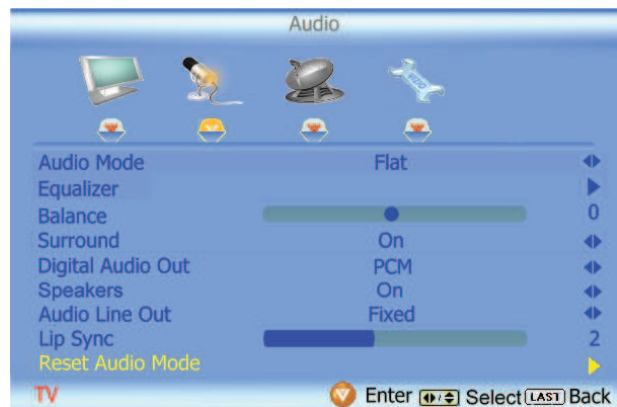 Audio
Audio Mode Flat
Equalizer
Balance 0
Surround On
Digital Audio Out PCM
Speakers On
Audio Line Out Fixed
Lip Sync 2
Reset Audio Mode
TV Enter Select LAST Back